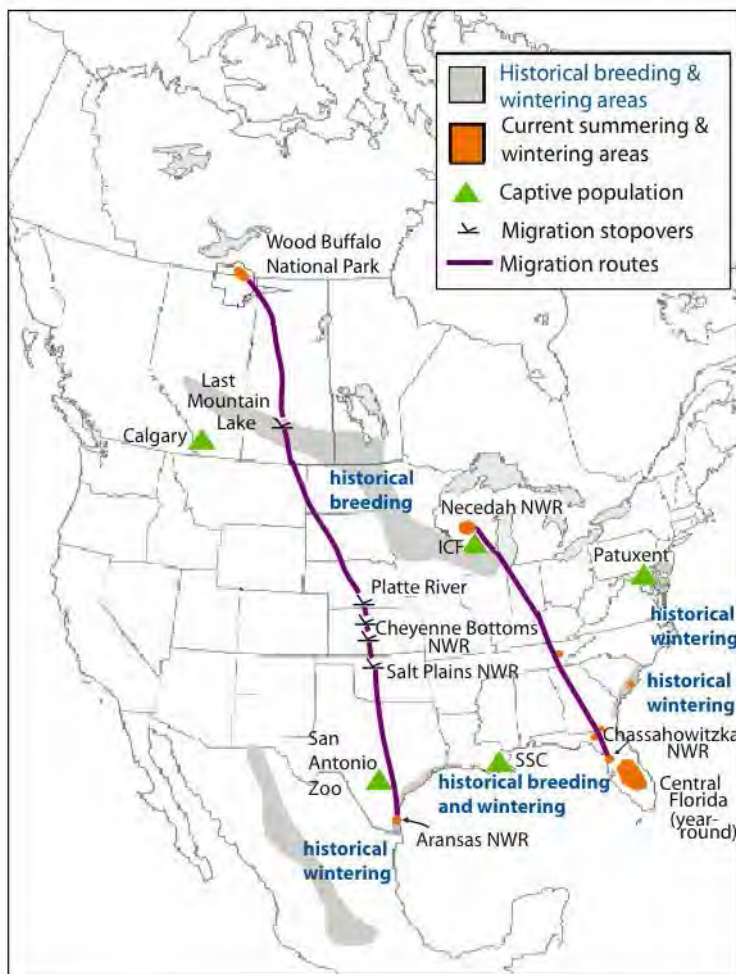 Historical breeding &
wintering areas
Current summering &
wintering areas
Captive population
Migration stopovers
Migration routes
Wood Buffalo
National Park
Last
Mountain
Lake
Calgary
historical
breeding
Necedah NWR
ICF
Patuxent
Platte River
historical
wintering
Cheyenne Bottoms
NWR
Salt Plains NWR
historical
wintering
Chassahowitzka
NWR
San
Antonio
Zoo
SSC
historical breeding
and wintering
Central
Florida
(year-
round)
Aransas NWR
historical
wintering